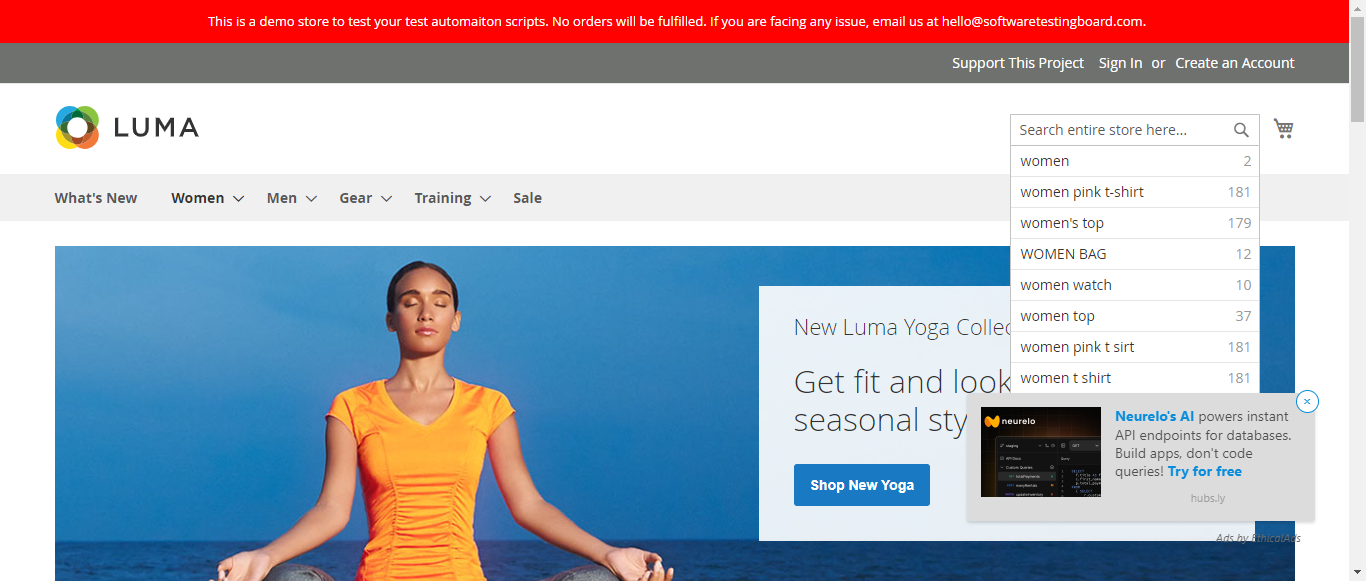 This is a demo store to test your test automaiton scripts. No orders will be fulfilled. If you are facing any issue, email us at hello@softwaretestingboard.com.
Support This Project Sign In or Create an Account
LUMA
Search entire store here...
What's New Women Men Gear Training Sale
women 2
women pink t-shirt 181
women's top 179
WOMEN BAG 12
women watch 10
women top 37
women pink t sirt 181
women t shirt 181
New Luma Yoga Collec
Get fit and look
seasonal sty
Shop New Yoga
neurelo
Neurelo's AI powers instant
API endpoints for databases.
Build apps, don't code
queries! Try for free
hubs.ly
Ads by EthicalAds